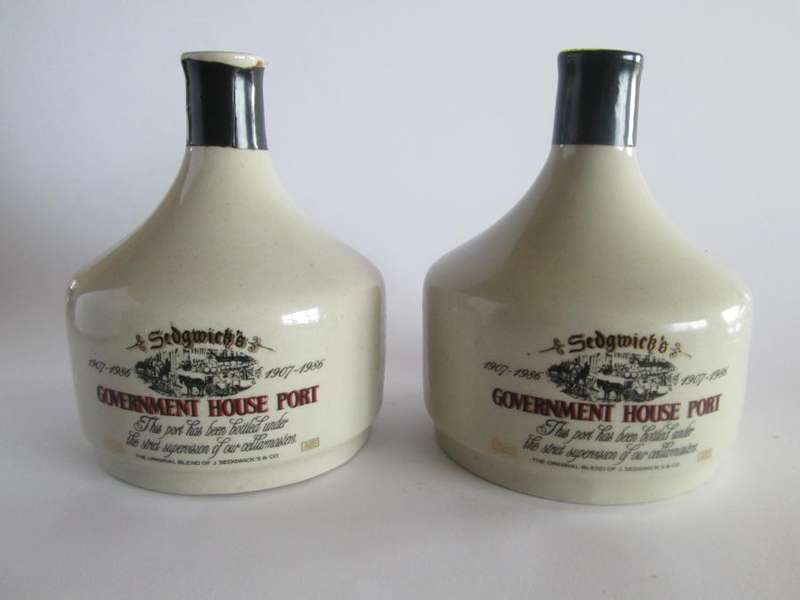 Sedgwick's
1907-1986 1907-1986
GOVERNMENT HOUSE PORT
This port has been bottled under
the strict supervision of our cellarmaster.
THE ORIGINAL BLEND OF J. SEDGWICK'S & CO.
Sedgwick's
1907-1986 1907-1986
GOVERNMENT HOUSE PORT
This port has been bottled under
the strict supervision of our cellarmaster.
THE ORIGINAL BLEND OF J. SEDGWICK'S & CO.